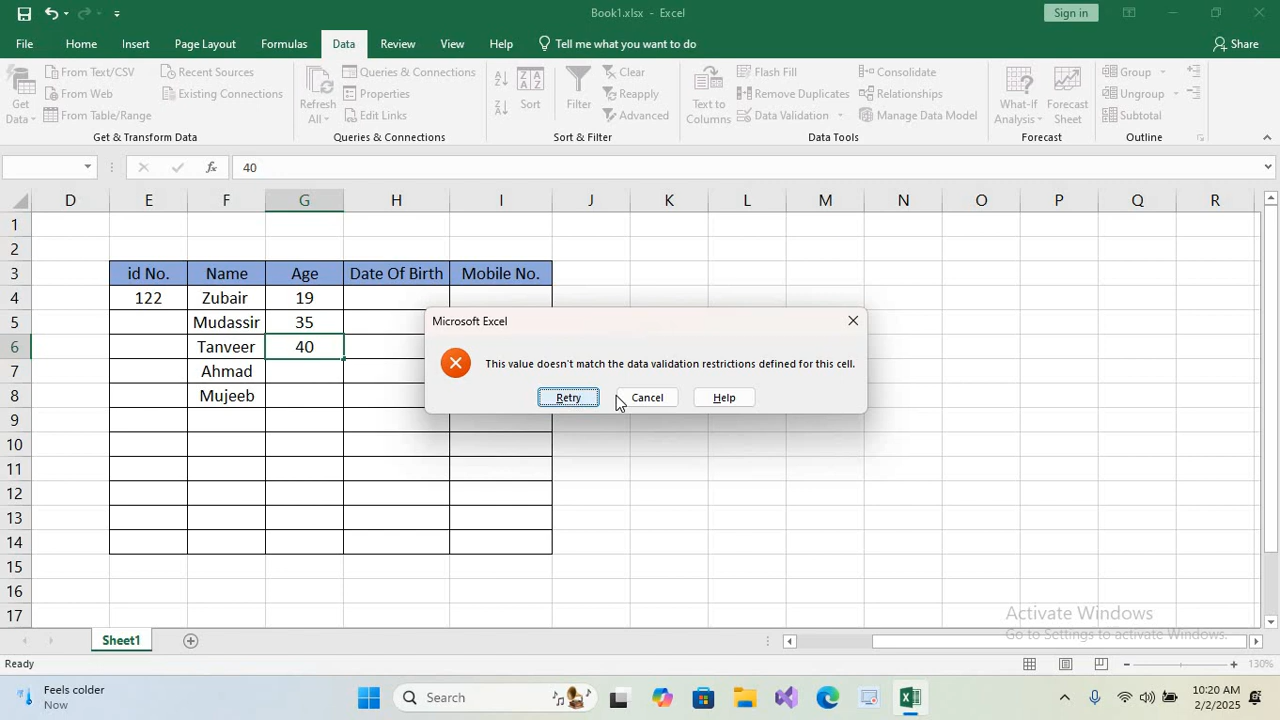 Book1.xlsx - Excel
Sign in
File Home Insert Page Layout Formulas Data Review View Help Tell me what you want to do Share
Get Data
From Text/CSV
From Web
From Table/Range
Recent Sources
Existing Connections
Get & Transform Data
Refresh All
Queries & Connections
Properties
Edit Links
Queries & Connections
Sort
Filter
Clear
Reapply
Advanced
Sort & Filter
Text to Columns
Flash Fill
Remove Duplicates
Data Validation
Consolidate
Relationships
Manage Data Model
Data Tools
What-If Analysis
Forecast Sheet
Forecast
Group
Ungroup
Subtotal
Outline
fx 40
D E F G H I J K L M N O P Q R
1
2
3 id No. Name Age Date Of Birth Mobile No.
4 122 Zubair 19
5 Mudassir 35
6 Tanveer 40
7 Ahmad
8 Mujeeb
9
10
11
12
13
14
15
16
17
Microsoft Excel
This value doesn't match the data validation restrictions defined for this cell.
Retry Cancel Help
Activate Windows
Go to Settings to activate Windows.
Sheet1
Ready
130%
Feels colder
Now
Search
10:20 AM
2/2/2025